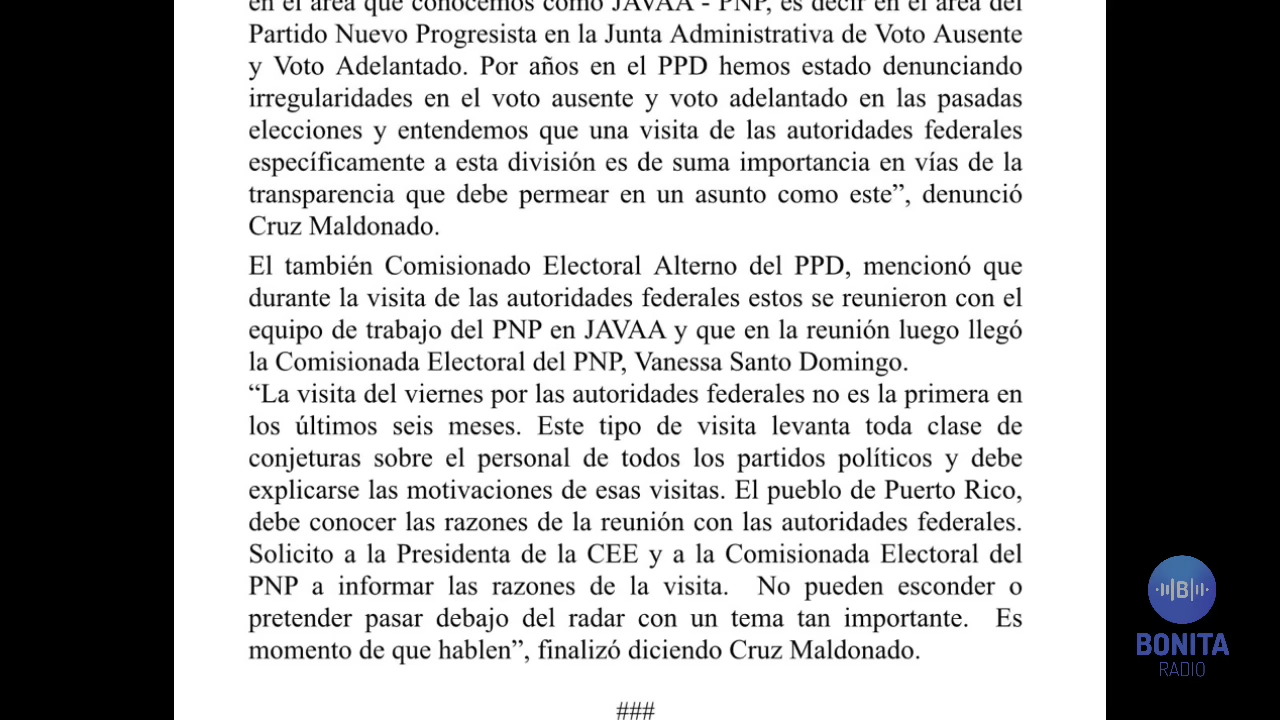 en el área que conocemos como JAVAA - PNP, es decir en el área del
Partido Nuevo Progresista en la Junta Administrativa de Voto Ausente
y Voto Adelantado. Por años en el PPD hemos estado denunciando
irregularidades en el voto ausente y voto adelantado en las pasadas
elecciones y entendemos que una visita de las autoridades federales
específicamente a esta división es de suma importancia en vías de la
transparencia que debe permear en un asunto como este”, denunció
Cruz Maldonado.
El también Comisionado Electoral Alterno del PPD, mencionó que
durante la visita de las autoridades federales estos se reunieron con el
equipo de trabajo del PNP en JAVAA y que en la reunión luego llegó
la Comisionada Electoral del PNP, Vanessa Santo Domingo.
“La visita del viernes por las autoridades federales no es la primera en
los últimos seis meses. Este tipo de visita levanta toda clase de
conjeturas sobre el personal de todos los partidos políticos y debe
explicarse las motivaciones de esas visitas. El pueblo de Puerto Rico,
debe conocer las razones de la reunión con las autoridades federales.
Solicito a la Presidenta de la CEE y a la Comisionada Electoral del
PNP a informar las razones de la visita. No pueden esconder o
pretender pasar debajo del radar con un tema tan importante. Es
momento de que hablen”, finalizó diciendo Cruz Maldonado.
###
B
BONITA
RADIO